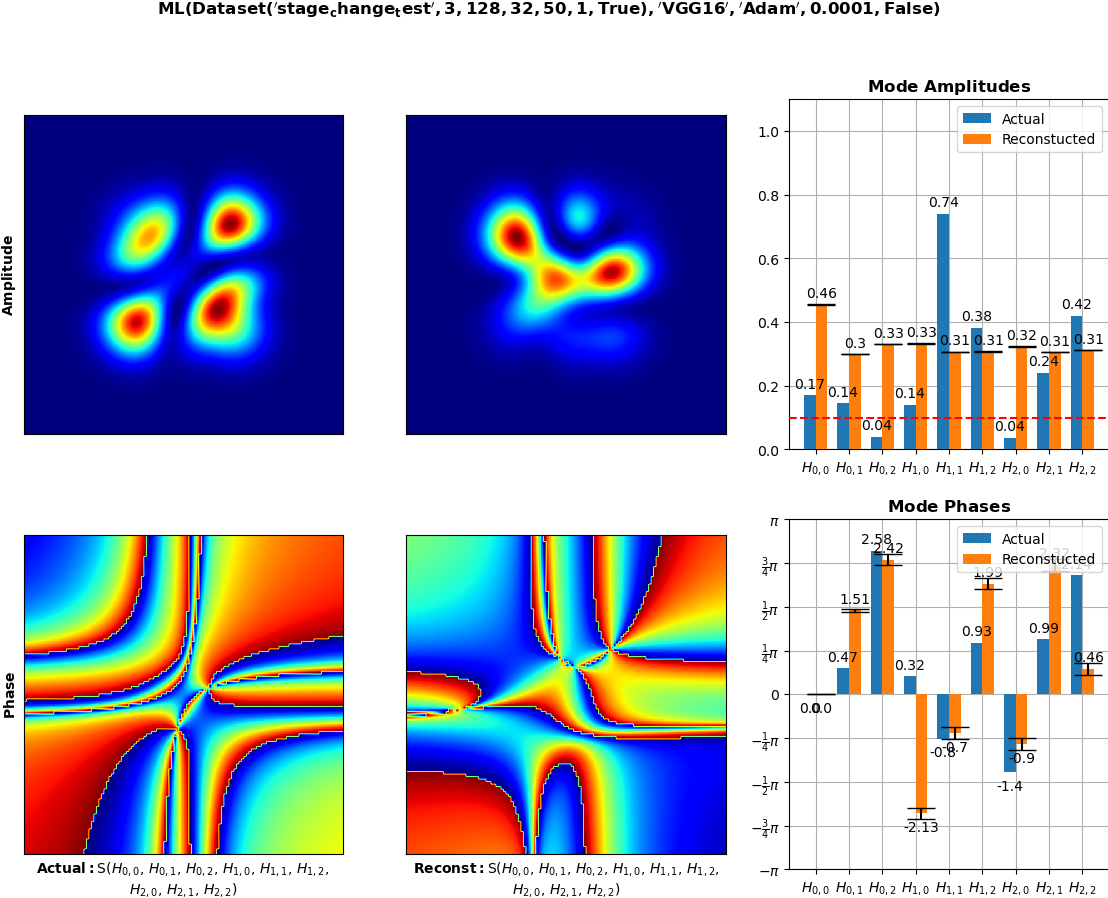 ML(Dataset('stage_change_test', 3, 128, 32, 50, 1, True), 'VGG16', 'Adam', 0.0001, False)
Amplitude
Mode Amplitudes
Actual
Reconstucted
1.0
0.8
0.6
0.4
0.2
0.0
0.17
0.46
0.14
0.3
0.04
0.33
0.14
0.33
0.74
0.31
0.38
0.31
0.04
0.32
0.24
0.31
0.42
0.31
H0,0 H0,1 H0,2 H1,0 H1,1 H1,2 H2,0 H2,1 H2,2
Phase
Actual: S(H0,0, H0,1, H0,2, H1,0, H1,1, H1,2,
H2,0, H2,1, H2,2)
Reconst: S(H0,0, H0,1, H0,2, H1,0, H1,1, H1,2,
H2,0, H2,1, H2,2)
Mode Phases
Actual
Reconstucted
π
3/4π
1/2π
1/4π
0
−1/4π
−1/2π
−3/4π
−π
0.0
0.0
0.47
1.51
2.58
2.42
0.32
-2.13
-0.8
-0.7
0.93
1.99
-1.4
-0.9
0.99
2.32
2.14
0.46
H0,0 H0,1 H0,2 H1,0 H1,1 H1,2 H2,0 H2,1 H2,2